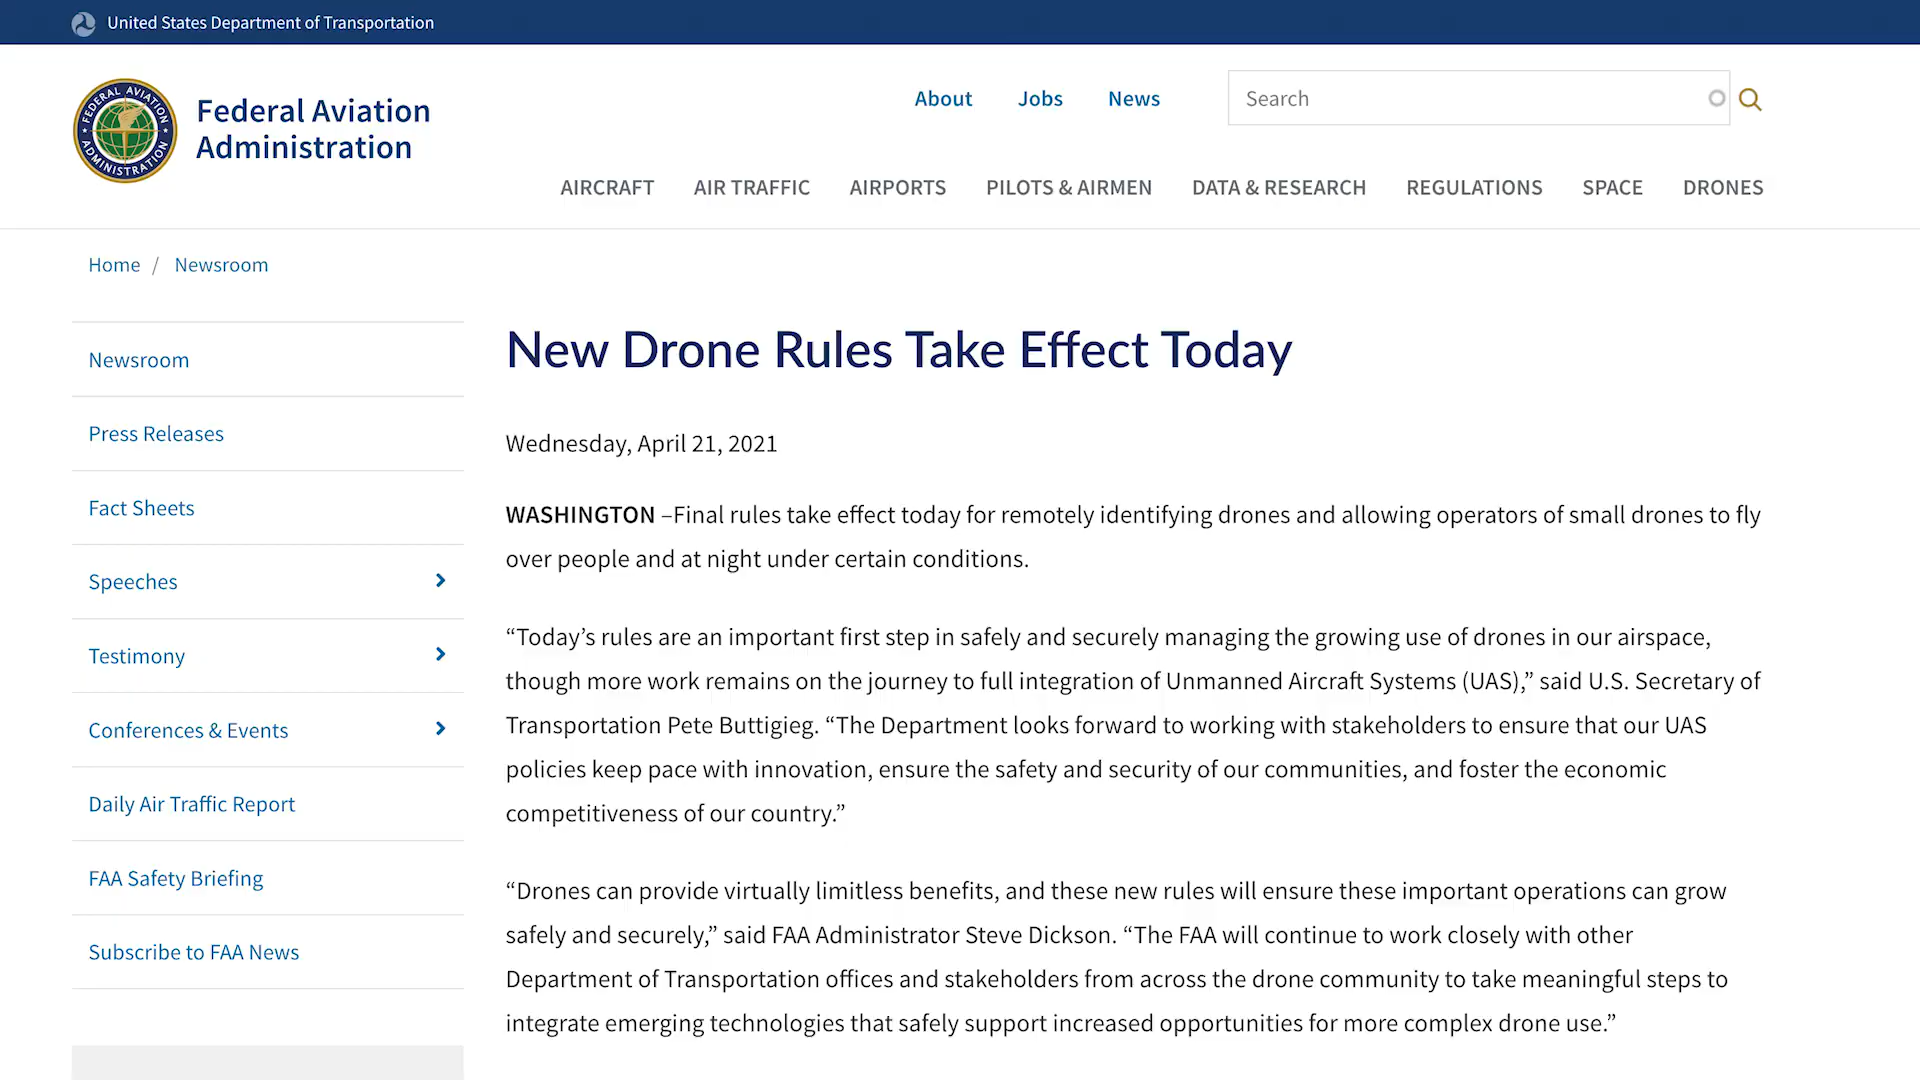 United States Department of Transportation
FEDERAL AVIATION
ADMINISTRATION
Federal Aviation
Administration
About
Jobs
News
Search
AIRCRAFT
AIR TRAFFIC
AIRPORTS
PILOTS & AIRMEN
DATA & RESEARCH
REGULATIONS
SPACE
DRONES
Home / Newsroom
Newsroom
Press Releases
Fact Sheets
Speeches
Testimony
Conferences & Events
Daily Air Traffic Report
FAA Safety Briefing
Subscribe to FAA News
New Drone Rules Take Effect Today
Wednesday, April 21, 2021
WASHINGTON –Final rules take effect today for remotely identifying drones and allowing operators of small drones to fly
over people and at night under certain conditions.
“Today’s rules are an important first step in safely and securely managing the growing use of drones in our airspace,
though more work remains on the journey to full integration of Unmanned Aircraft Systems (UAS),” said U.S. Secretary of
Transportation Pete Buttigieg. “The Department looks forward to working with stakeholders to ensure that our UAS
policies keep pace with innovation, ensure the safety and security of our communities, and foster the economic
competitiveness of our country.”
“Drones can provide virtually limitless benefits, and these new rules will ensure these important operations can grow
safely and securely,” said FAA Administrator Steve Dickson. “The FAA will continue to work closely with other
Department of Transportation offices and stakeholders from across the drone community to take meaningful steps to
integrate emerging technologies that safely support increased opportunities for more complex drone use.”